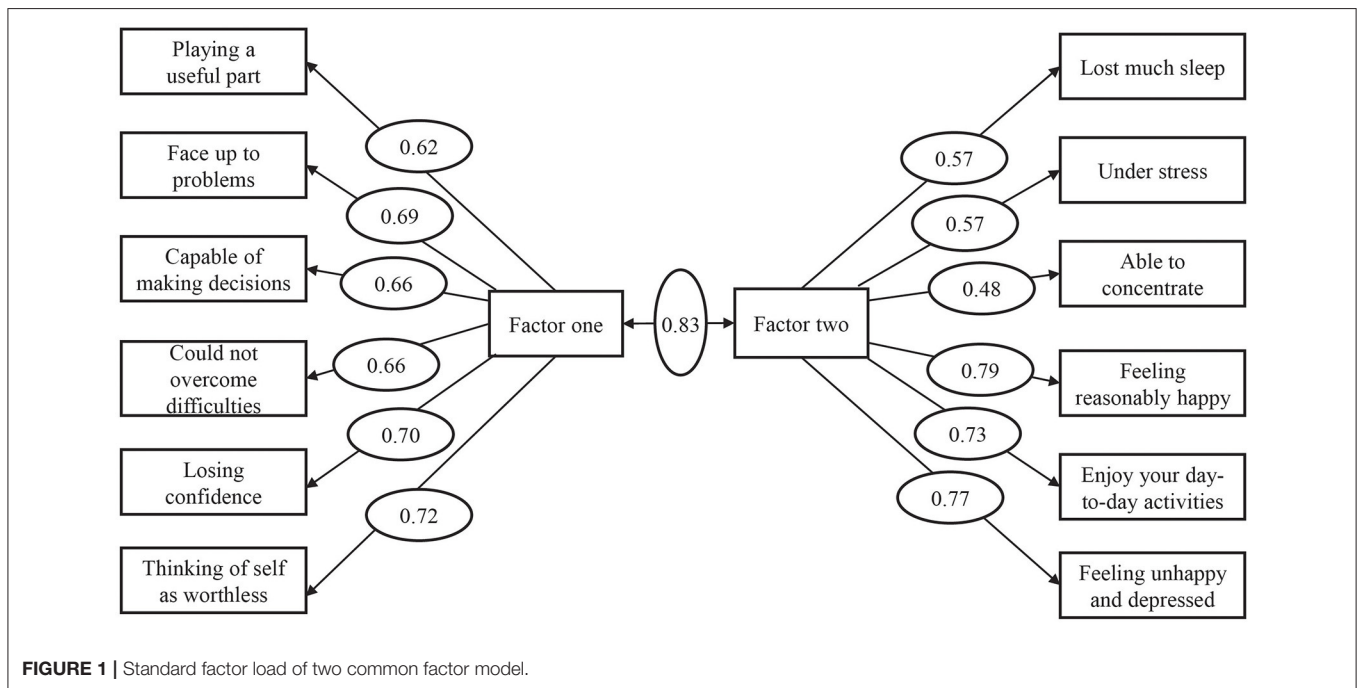 Playing a
useful part
Face up to
problems
Capable of
making decisions
Could not
overcome
difficulties
Losing
confidence
Thinking of self
as worthless
0.62
0.69
0.66
0.66
0.70
0.72
Factor one
0.83
Factor two
0.57
0.57
0.48
0.79
0.73
0.77
Lost much sleep
Under stress
Able to
concentrate
Feeling
reasonably happy
Enjoy your day-
to-day activities
Feeling unhappy
and depressed
FIGURE 1 | Standard factor load of two common factor model.